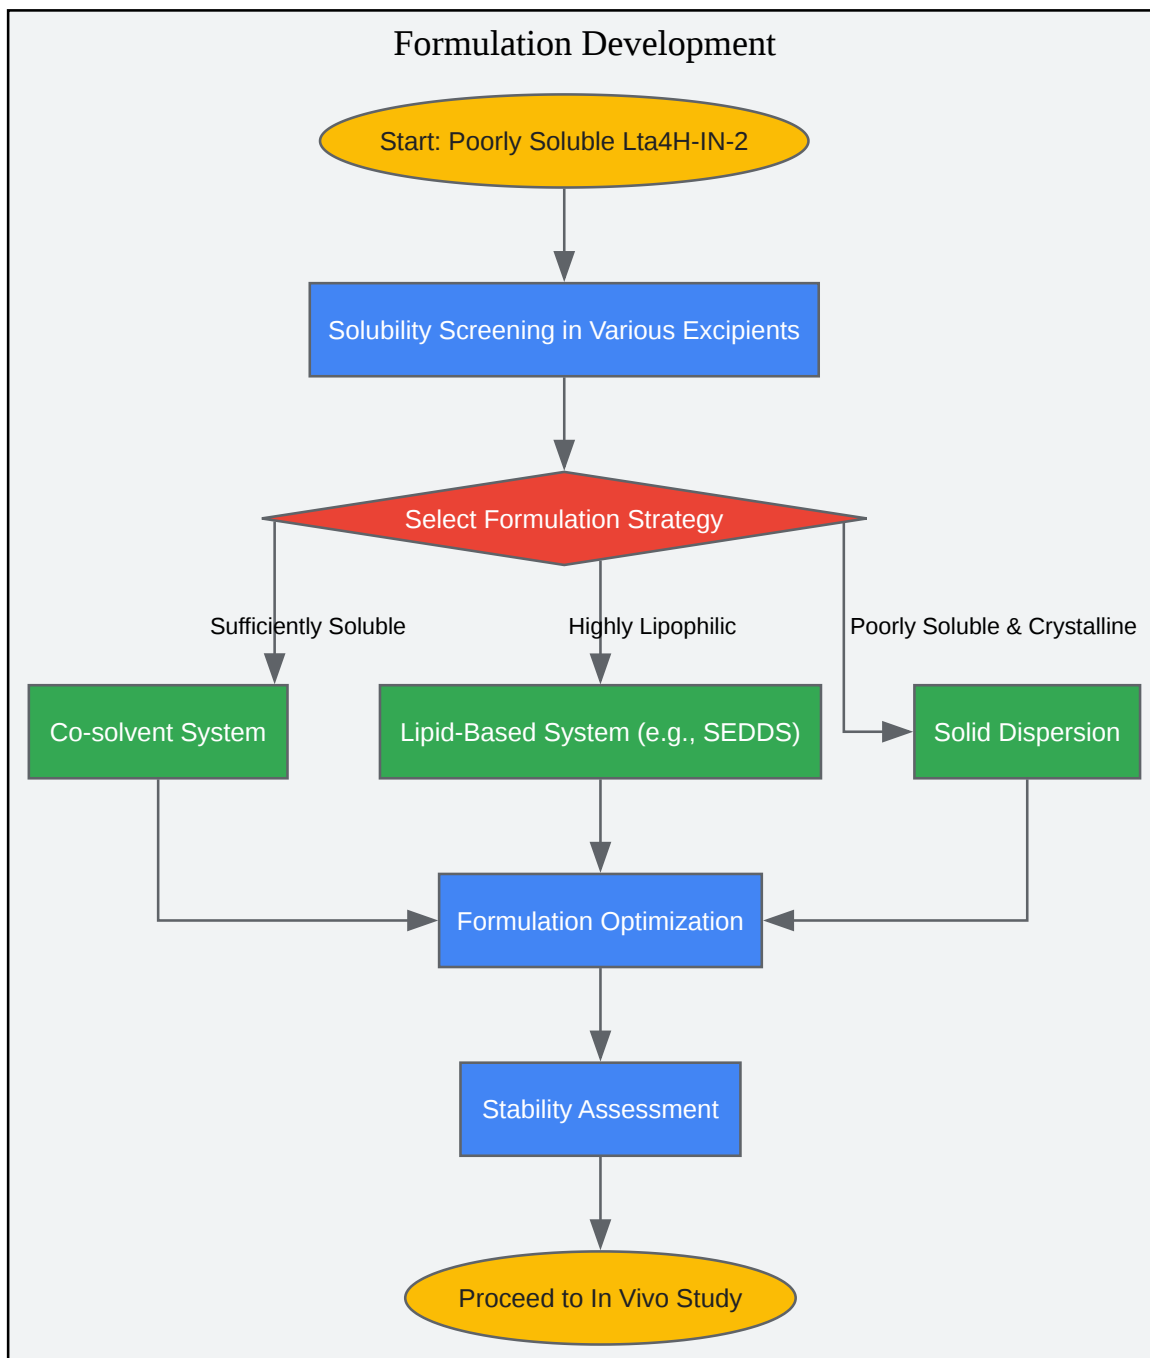 Formulation Development
Start: Poorly Soluble Lta4H-IN-2
Solubility Screening in Various Excipients
Select Formulation Strategy
Sufficiently Soluble
Highly Lipophilic
Poorly Soluble & Crystalline
Co-solvent System
Lipid-Based System (e.g., SEDDS)
Solid Dispersion
Formulation Optimization
Stability Assessment
Proceed to In Vivo Study